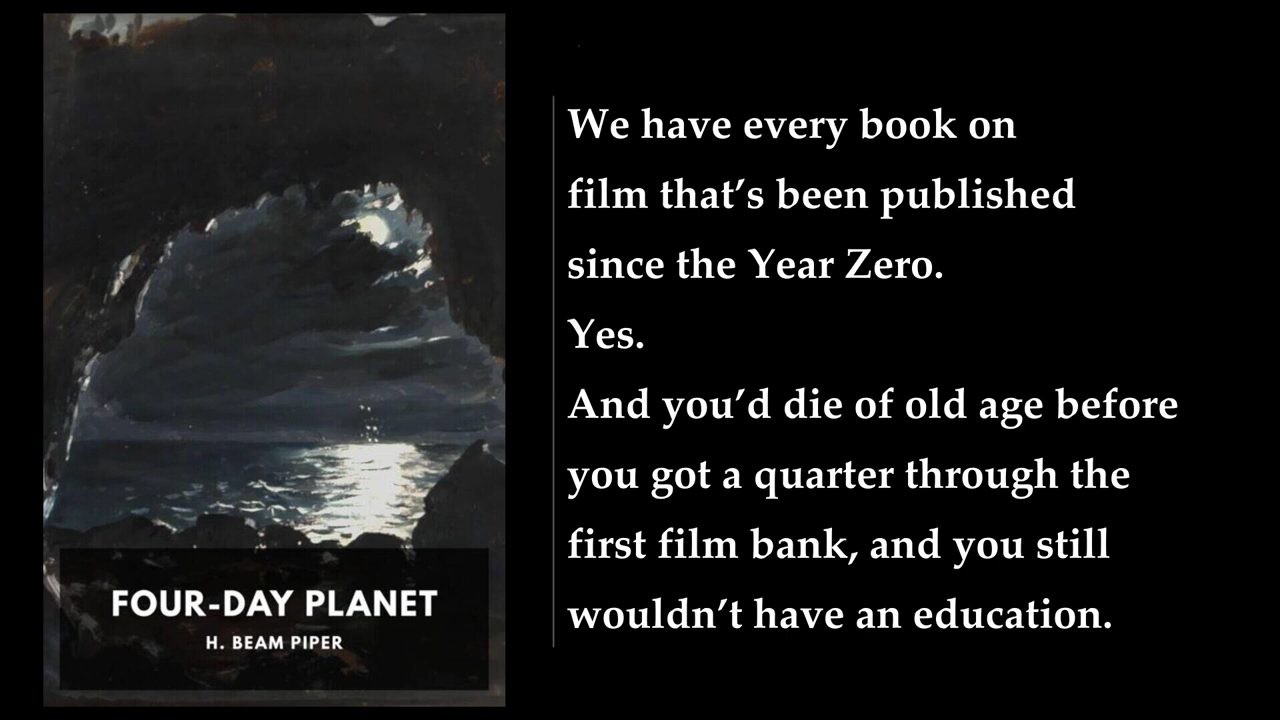 FOUR-DAY PLANET
H. BEAM PIPER
We have every book on
film that’s been published
since the Year Zero.
Yes.
And you’d die of old age before
you got a quarter through the
first film bank, and you still
wouldn’t have an education.